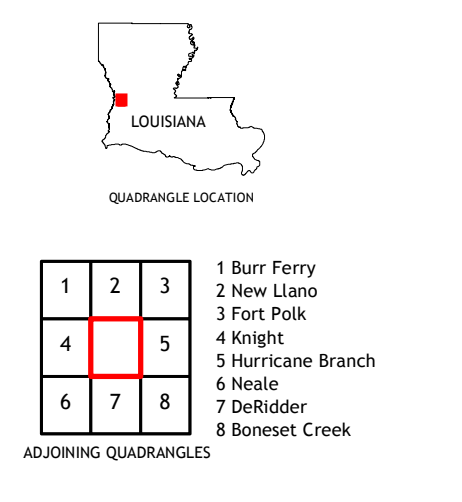 LOUISIANA
QUADRANGLE LOCATION
1 2 3
4 5
6 7 8
1 Burr Ferry
2 New Llano
3 Fort Polk
4 Knight
5 Hurricane Branch
6 Neale
7 DeRidder
8 Boneset Creek
ADJOINING QUADRANGLES